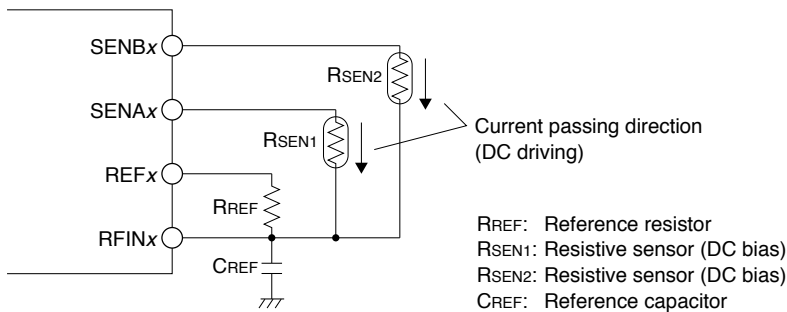 SENBx
RSEN2
SENAx
RSEN1
Current passing direction
(DC driving)
REFx
RREF
RFINx
CREF
RREF: Reference resistor
RSEN1: Resistive sensor (DC bias)
RSEN2: Resistive sensor (DC bias)
CREF: Reference capacitor